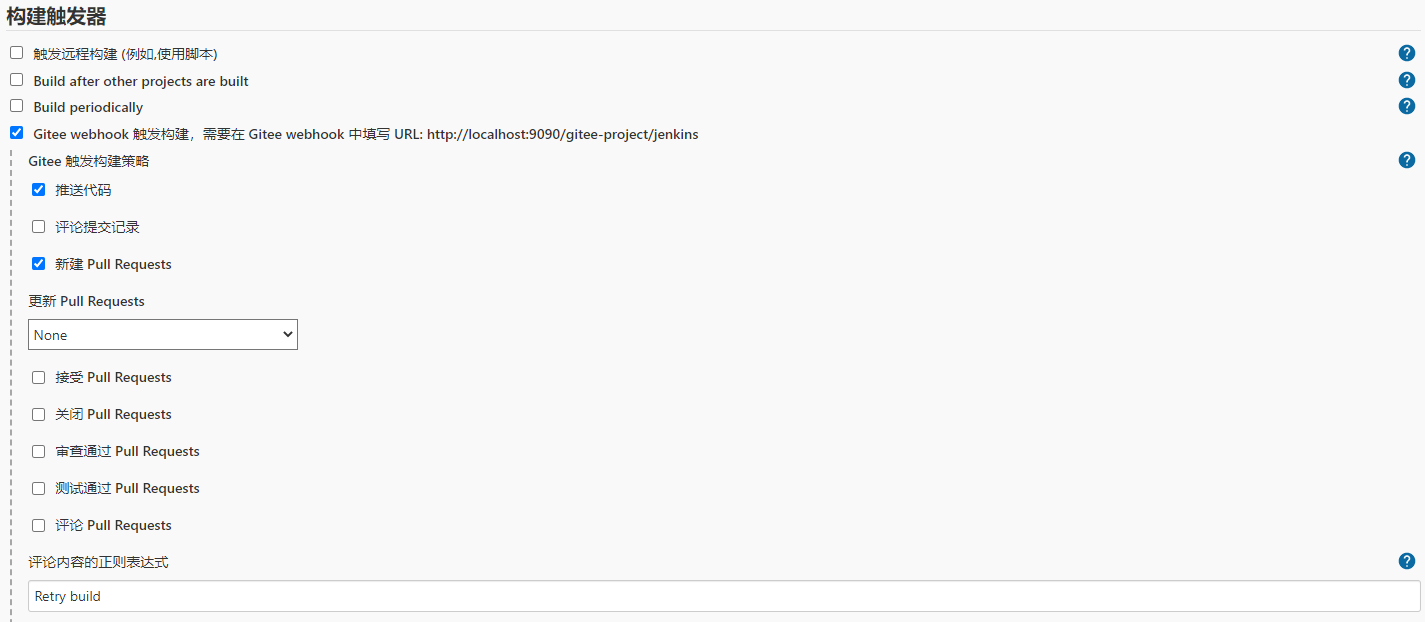 构建触发器
触发远程构建 (例如,使用脚本)
Build after other projects are built
Build periodically
Gitee webhook 触发构建，需要在 Gitee webhook 中填写 URL: http://localhost:9090/gitee-project/jenkins
Gitee 触发构建策略
推送代码
评论提交记录
新建 Pull Requests
更新 Pull Requests
None
接受 Pull Requests
关闭 Pull Requests
审查通过 Pull Requests
测试通过 Pull Requests
评论 Pull Requests
评论内容的正则表达式
Retry build